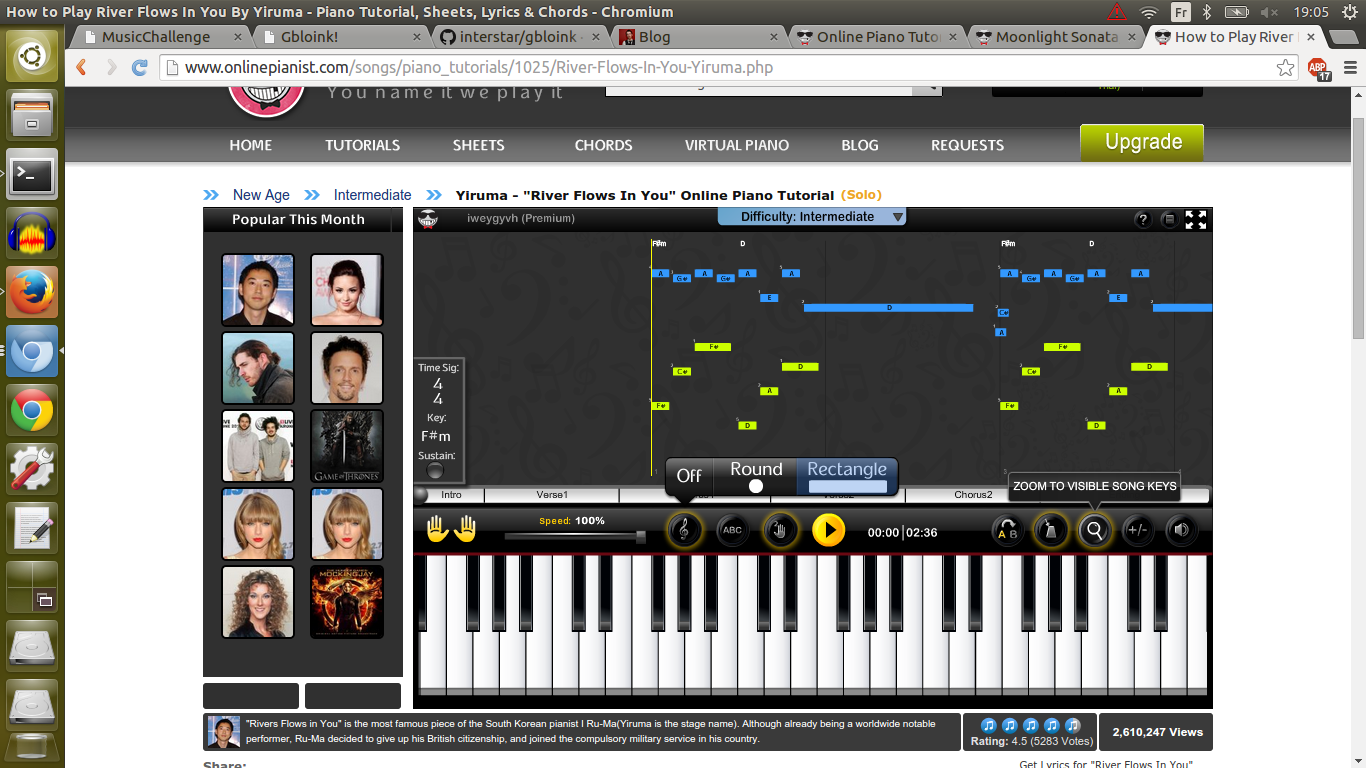 How to Play River Flows In You By Yiruma - Piano Tutorial, Sheets, Lyrics & Chords - Chromium
Fr
19:05
MusicChallenge
Gbloink!
interstar/gbloink
Blog
Online Piano Tuto
Moonlight Sonata
How to Play River
www.onlinepianist.com/songs/piano_tutorials/1025/River-Flows-In-You-Yiruma.php
ABP
17
You name it we play it
HOME
TUTORIALS
SHEETS
CHORDS
VIRTUAL PIANO
BLOG
REQUESTS
Upgrade
New Age
Intermediate
Yiruma - "River Flows In You" Online Piano Tutorial (Solo)
Popular This Month
GAME OF THRONES
MOCKINGJAY
iweygyvh (Premium)
Difficulty: Intermediate
?
F#m D F#m D
A G# A G# A E A D
A G# A G# A E A
C#
A
F# C# F# D A D
F# C# F# D A D
Time Sig:
4
4
Key:
F#m
Sustain:
Off
Round
Rectangle
ZOOM TO VISIBLE SONG KEYS
Intro
Verse1
Chorus2
Speed: 100%
ABC
00:00|02:36
A B
+/-
"Rivers Flows in You" is the most famous piece of the South Korean pianist I Ru-Ma(Yiruma is the stage name). Although already being a worldwide notable
performer, Ru-Ma decided to give up his British citizenship, and joined the compulsory military service in his country.
Rating: 4.5 (5283 Votes)
2,610,247 Views
Share:
Get Lyrics for "River Flows In You"